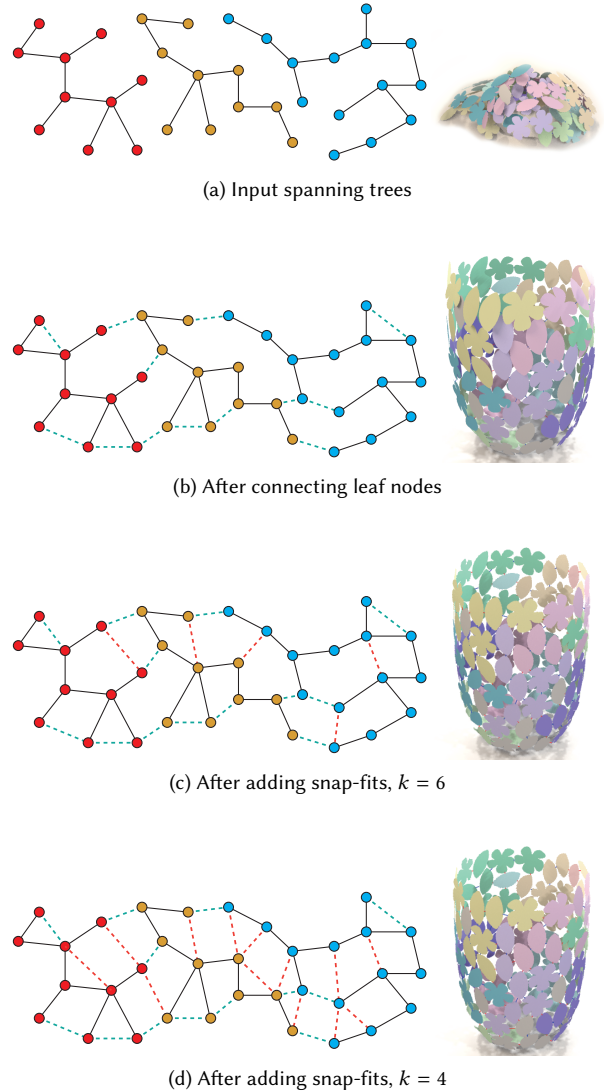 (a) Input spanning trees
(b) After connecting leaf nodes
(c) After adding snap-fits, k = 6
(d) After adding snap-fits, k = 4